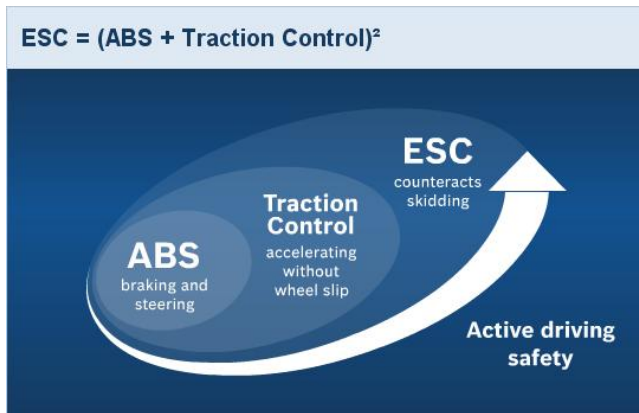 ESC = (ABS + Traction Control)²
ESC
counteracts
skidding
Traction
Control
accelerating
without
wheel slip
ABS
braking and
steering
Active driving
safety